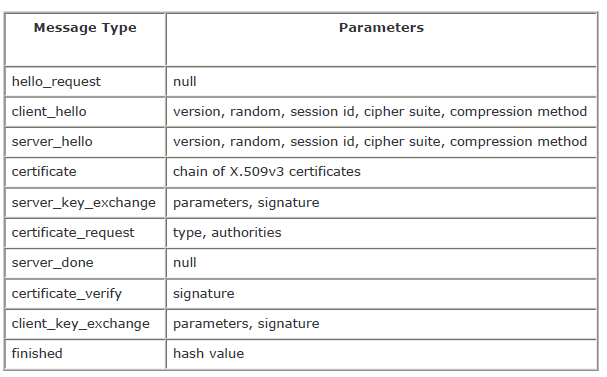 Message Type Parameters
hello_request null
client_hello version, random, session id, cipher suite, compression method
server_hello version, random, session id, cipher suite, compression method
certificate chain of X.509v3 certificates
server_key_exchange parameters, signature
certificate_request type, authorities
server_done null
certificate_verify signature
client_key_exchange parameters, signature
finished hash value